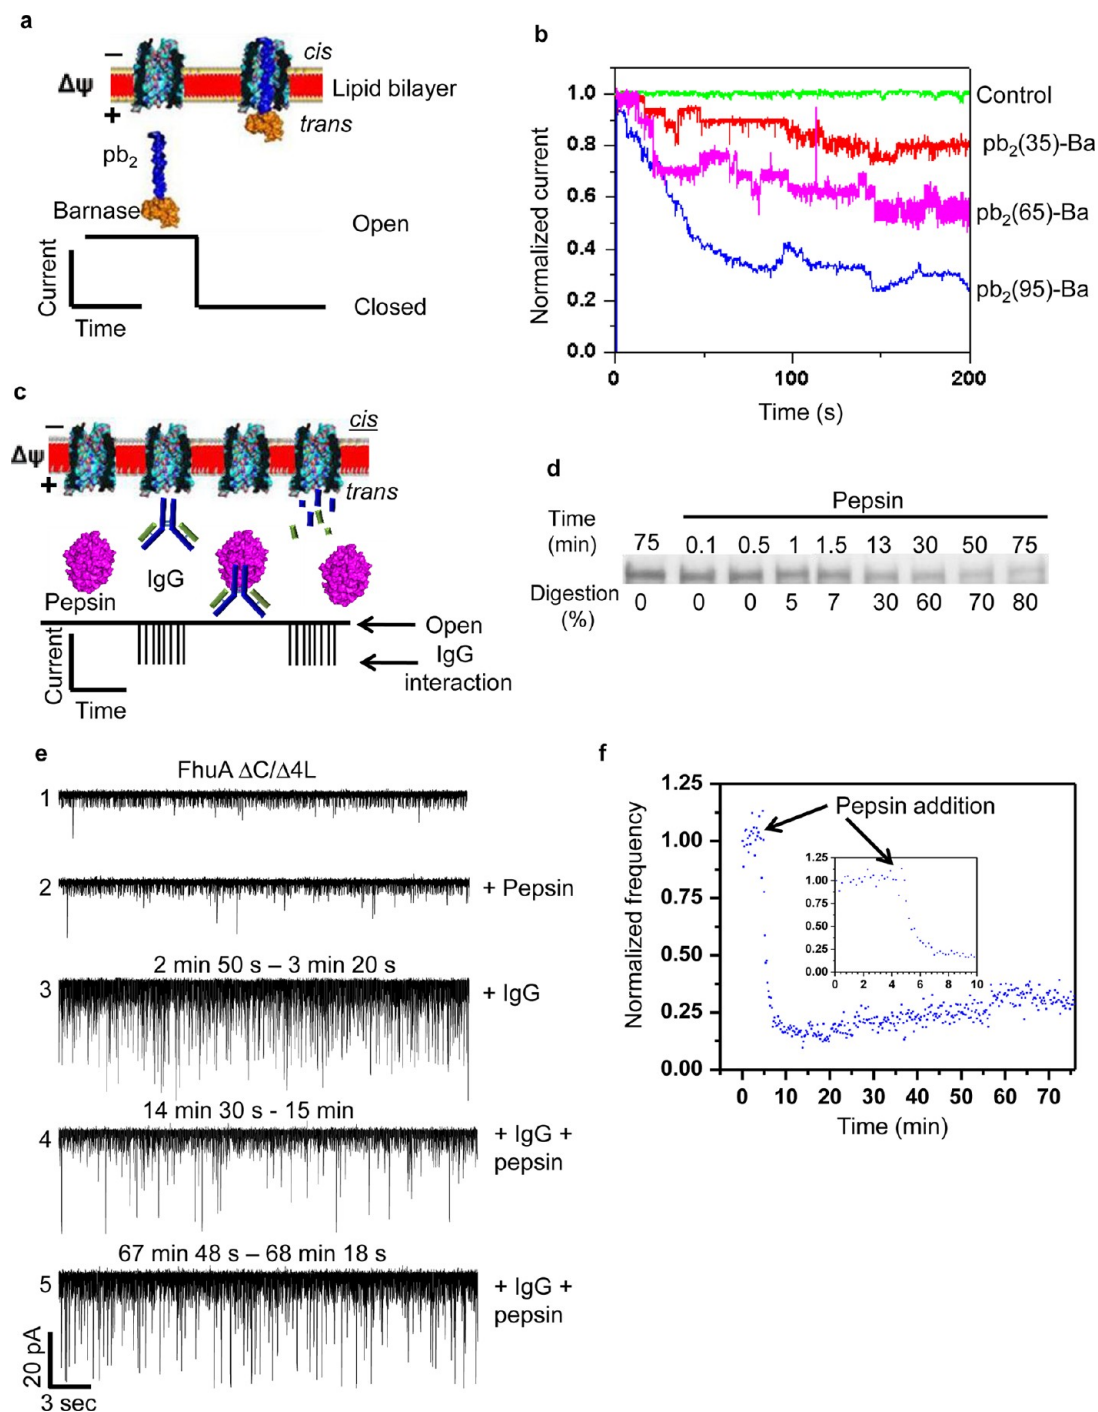 a
−
cis
Δψ
Lipid bilayer
+
trans
pb2
Barnase
Open
Current
Closed
Time
b
Normalized current
1.0
0.8
0.6
0.4
0.2
0.0
Control
pb2(35)-Ba
pb2(65)-Ba
pb2(95)-Ba
0 100 200
Time (s)
c
−
cis
Δψ
+
trans
IgG
Pepsin
Open
IgG
interaction
Current
Time
d
Pepsin
Time
(min)
75 0.1 0.5 1 1.5 13 30 50 75
Digestion
(%)
0 0 0 5 7 30 60 70 80
e
FhuA ΔC/Δ4L
1
2
+ Pepsin
2 min 50 s – 3 min 20 s
3
+ IgG
14 min 30 s - 15 min
4
+ IgG +
pepsin
67 min 48 s – 68 min 18 s
5
+ IgG +
pepsin
20 pA
3 sec
f
Normalized frequency
1.25
1.00
0.75
0.50
0.25
0.00
Pepsin addition
1.25
1.00
0.75
0.50
0.25
0.00
0 2 4 6 8 10
0 10 20 30 40 50 60 70
Time (min)